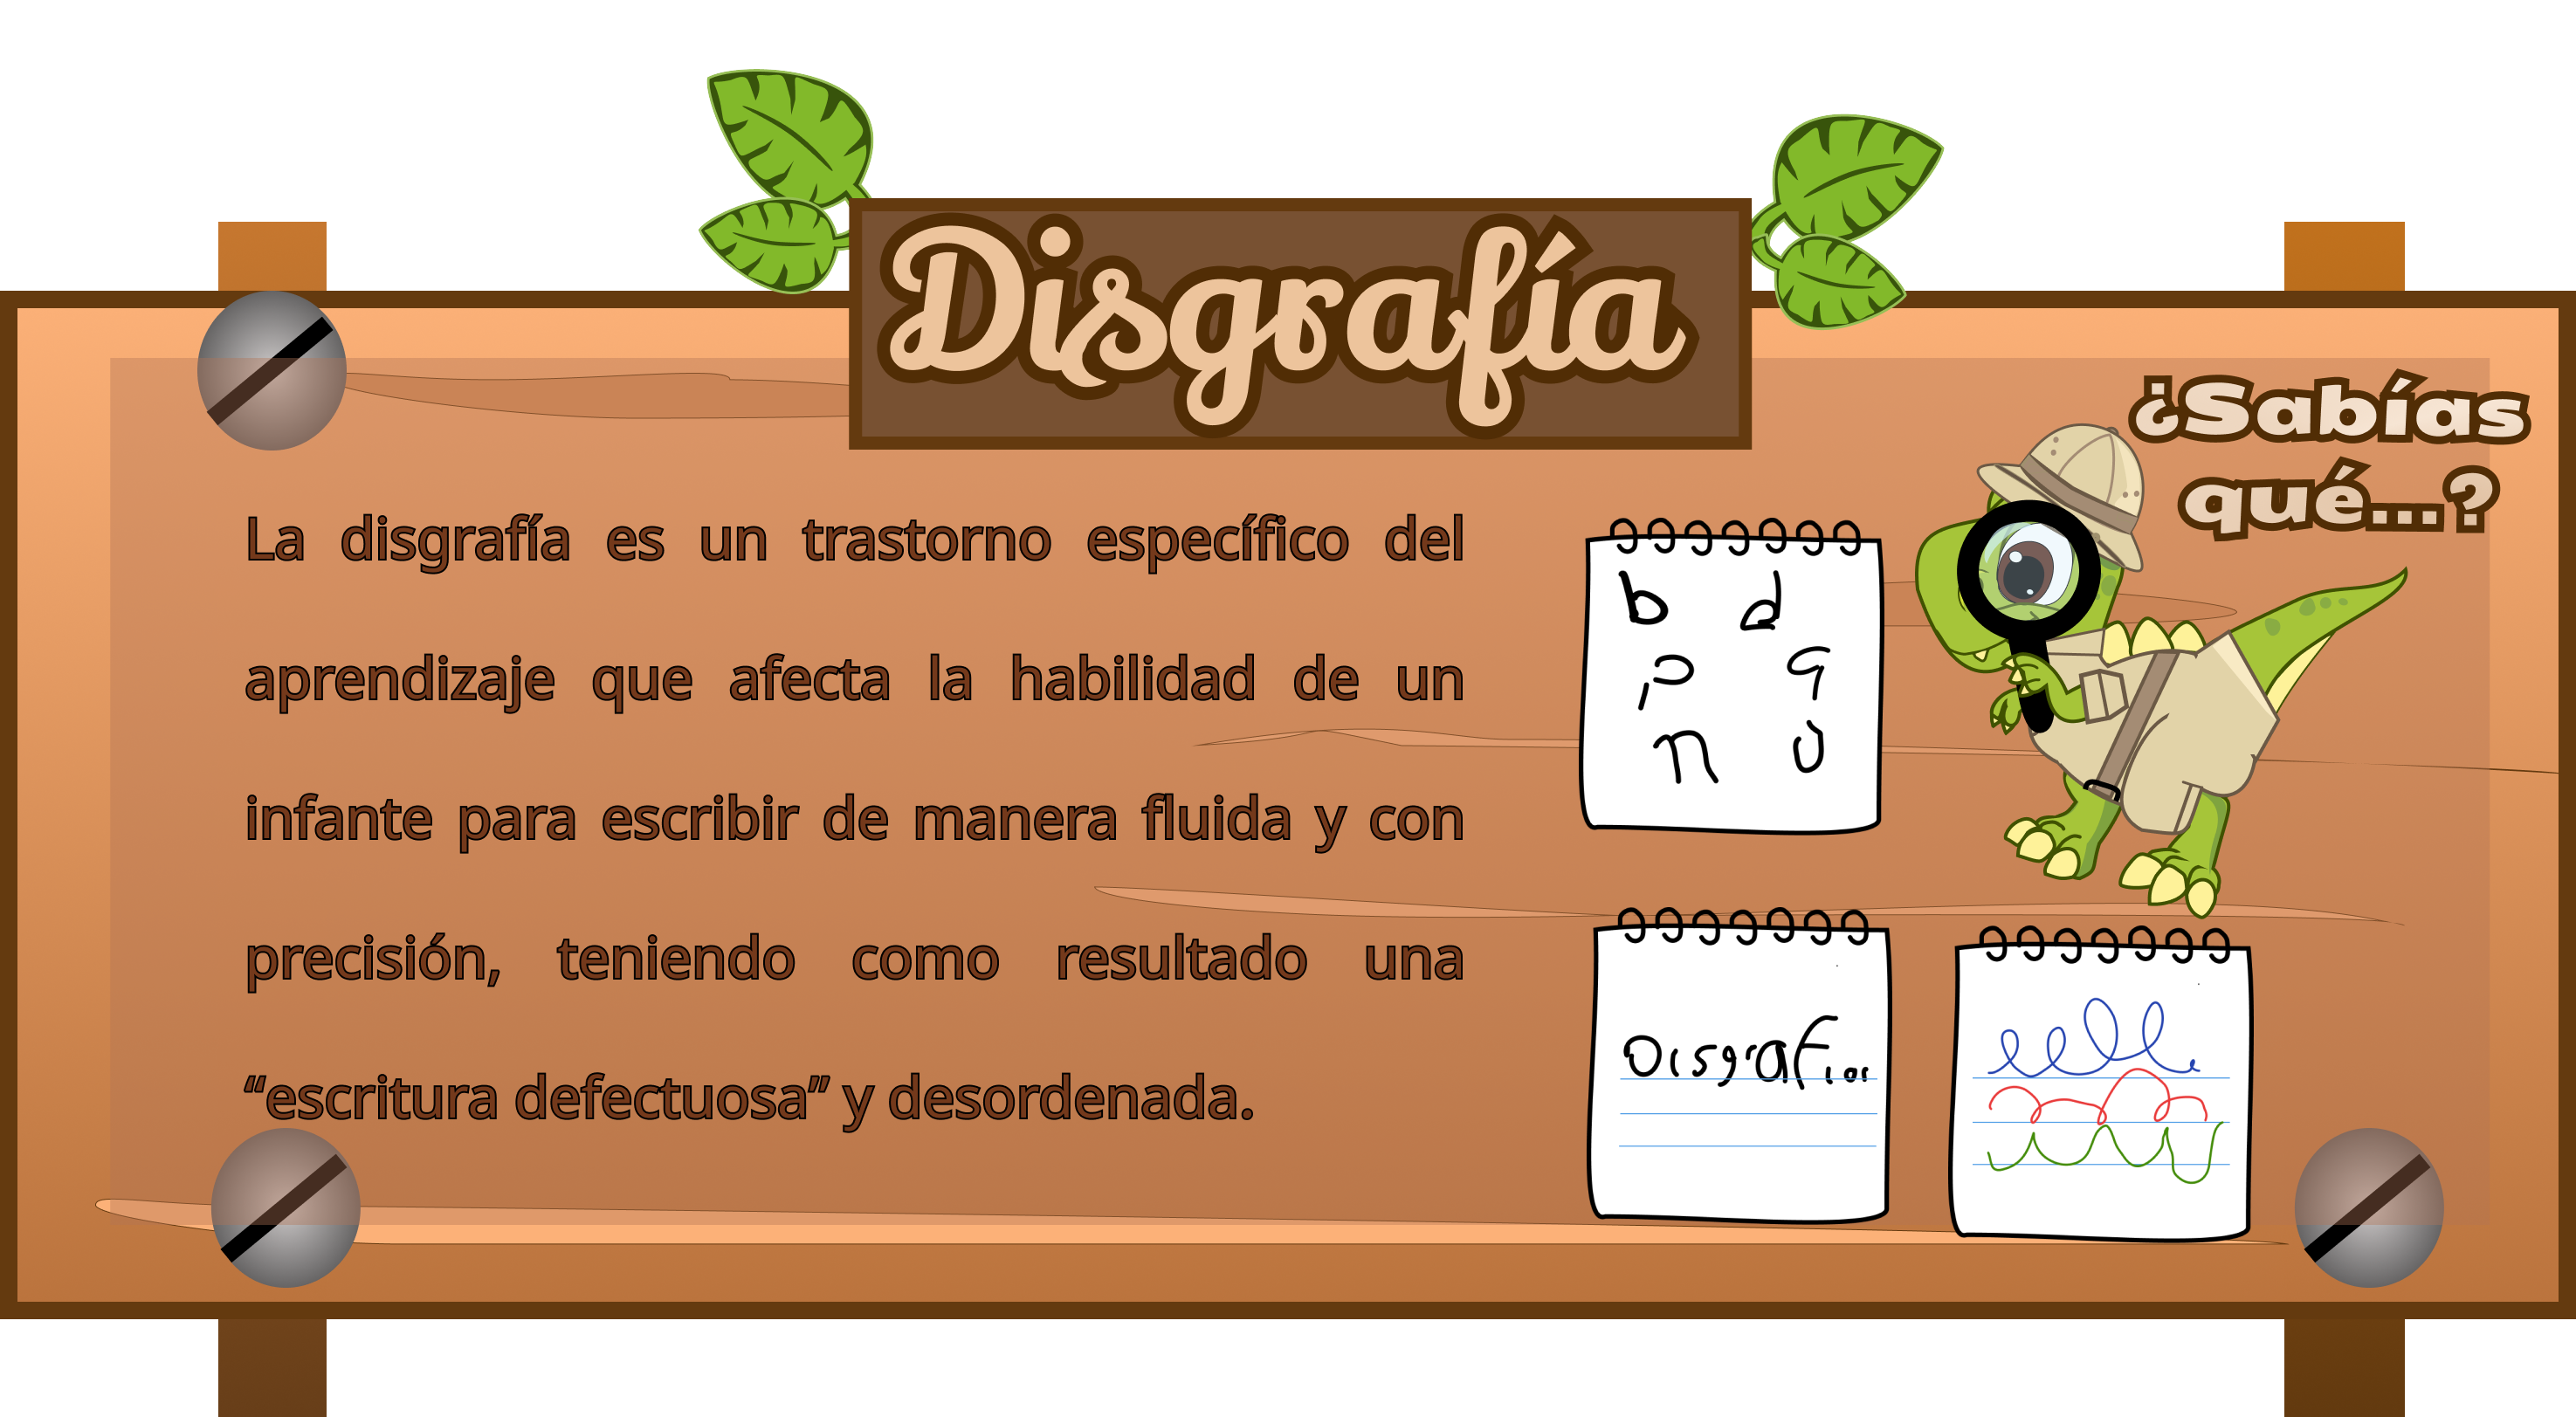 Disgrafía
¿Sabías
qué...?
La disgrafía es un trastorno específico del
aprendizaje que afecta la habilidad de un
infante para escribir de manera fluida y con
precisión, teniendo como resultado una
“escritura defectuosa” y desordenada.
b d
p q
n u
Disgrafía